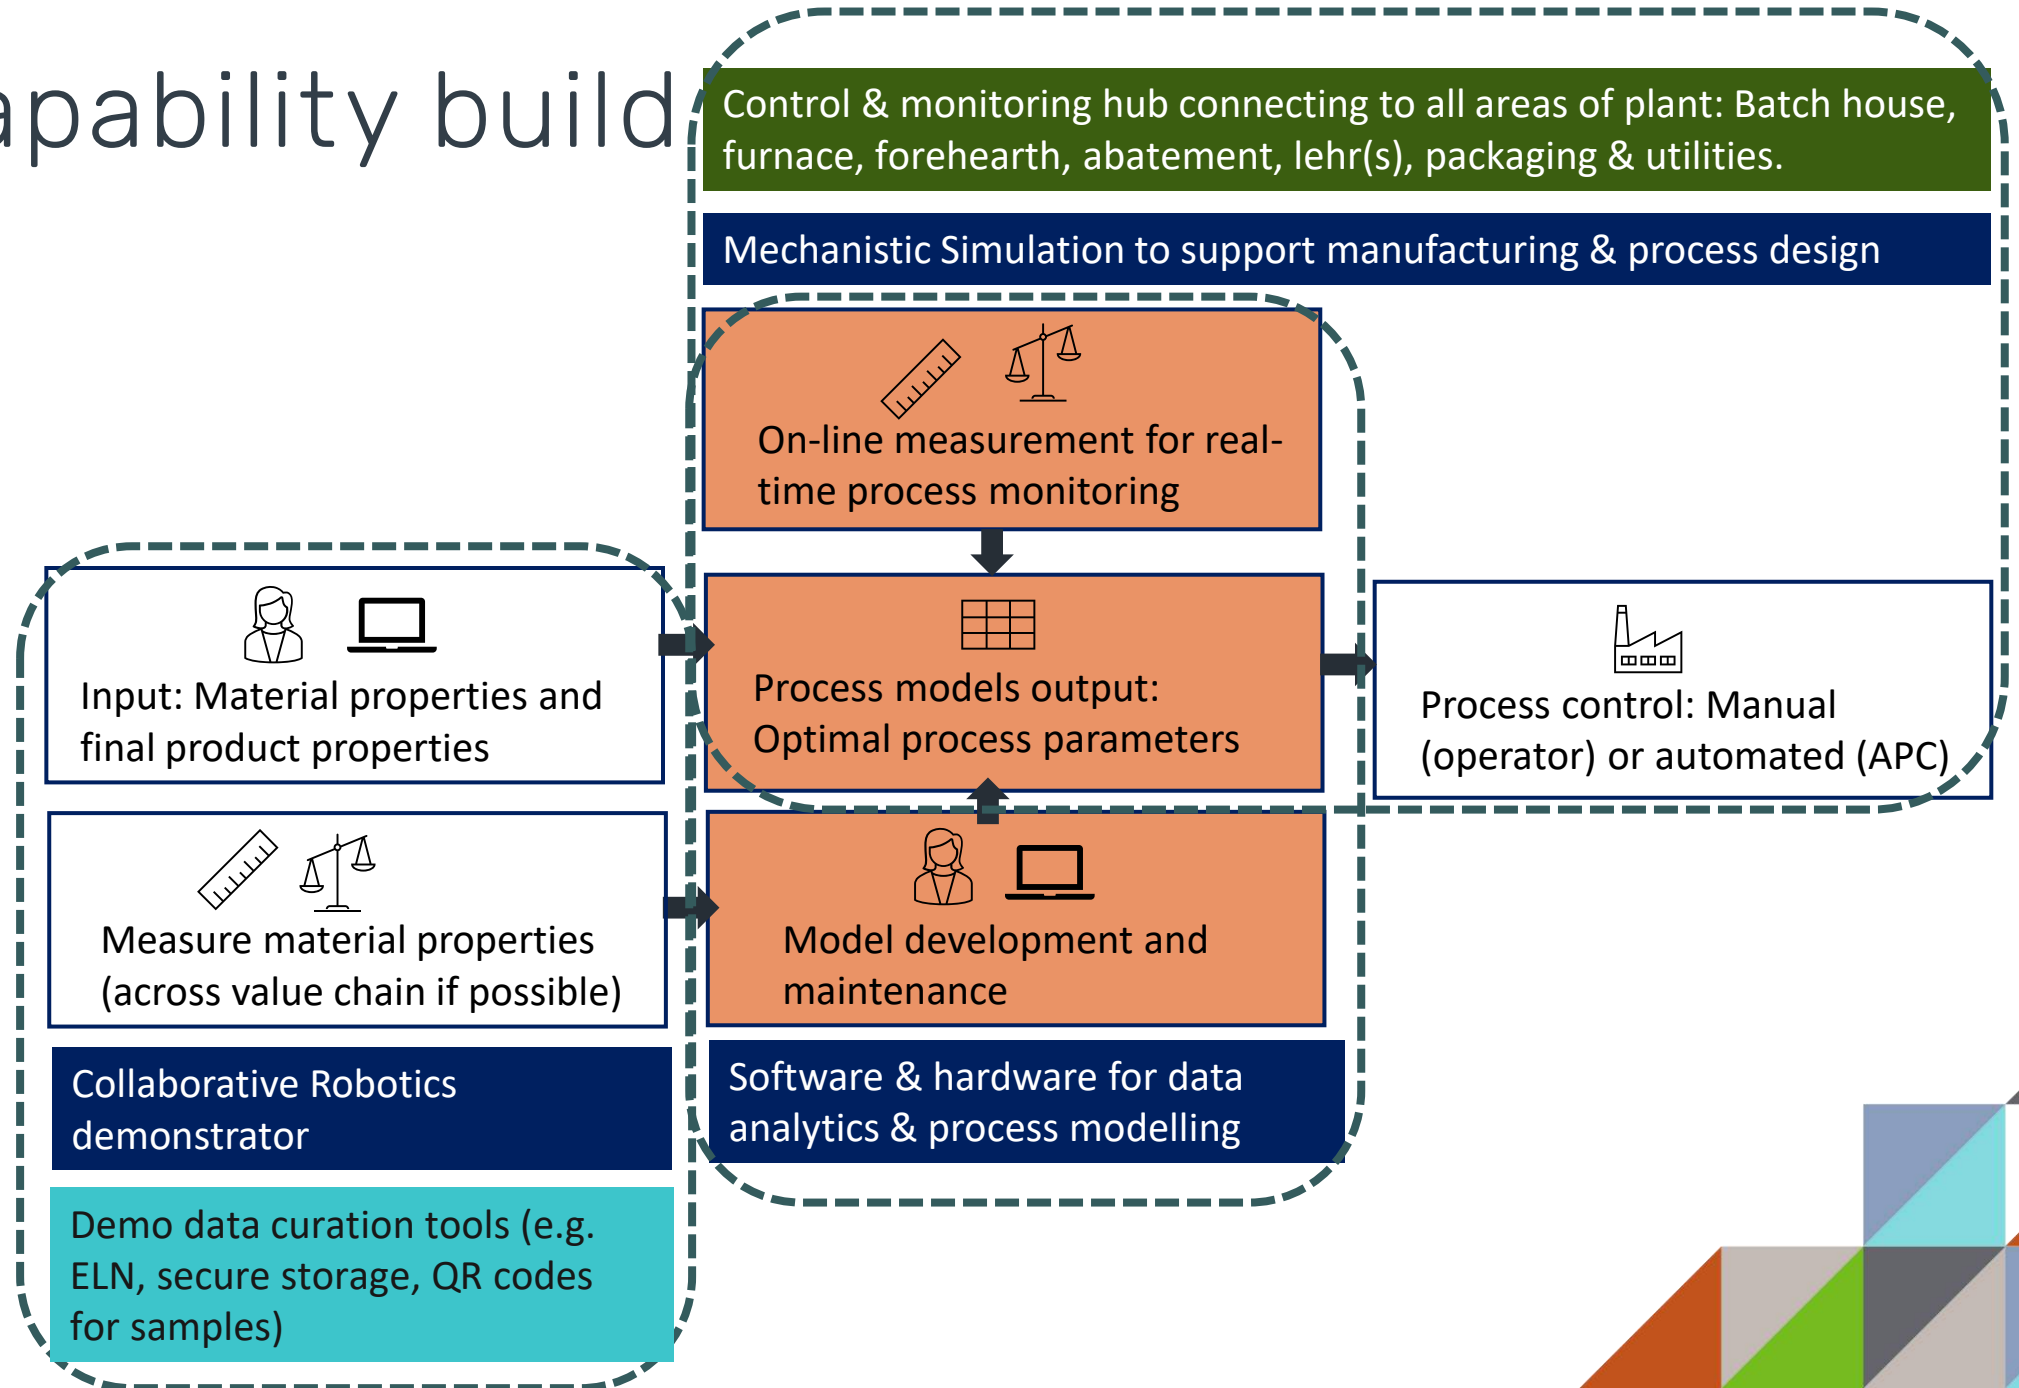 apability build
Control & monitoring hub connecting to all areas of plant: Batch house,
furnace, forehearth, abatement, lehr(s), packaging & utilities.
Mechanistic Simulation to support manufacturing & process design
On-line measurement for real-
time process monitoring
Input: Material properties and
final product properties
Process models output:
Optimal process parameters
Process control: Manual
(operator) or automated (APC)
Measure material properties
(across value chain if possible)
Model development and
maintenance
Collaborative Robotics
demonstrator
Software & hardware for data
analytics & process modelling
Demo data curation tools (e.g.
ELN, secure storage, QR codes
for samples)